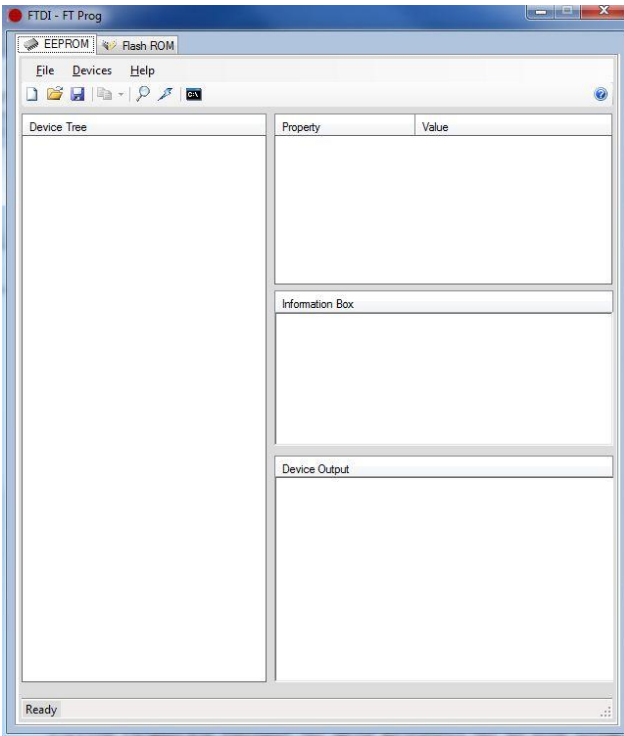 FTDI - FT Prog
EEPROM Flash ROM
File Devices Help
C:\
Device Tree
Property Value
Information Box
Device Output
Ready